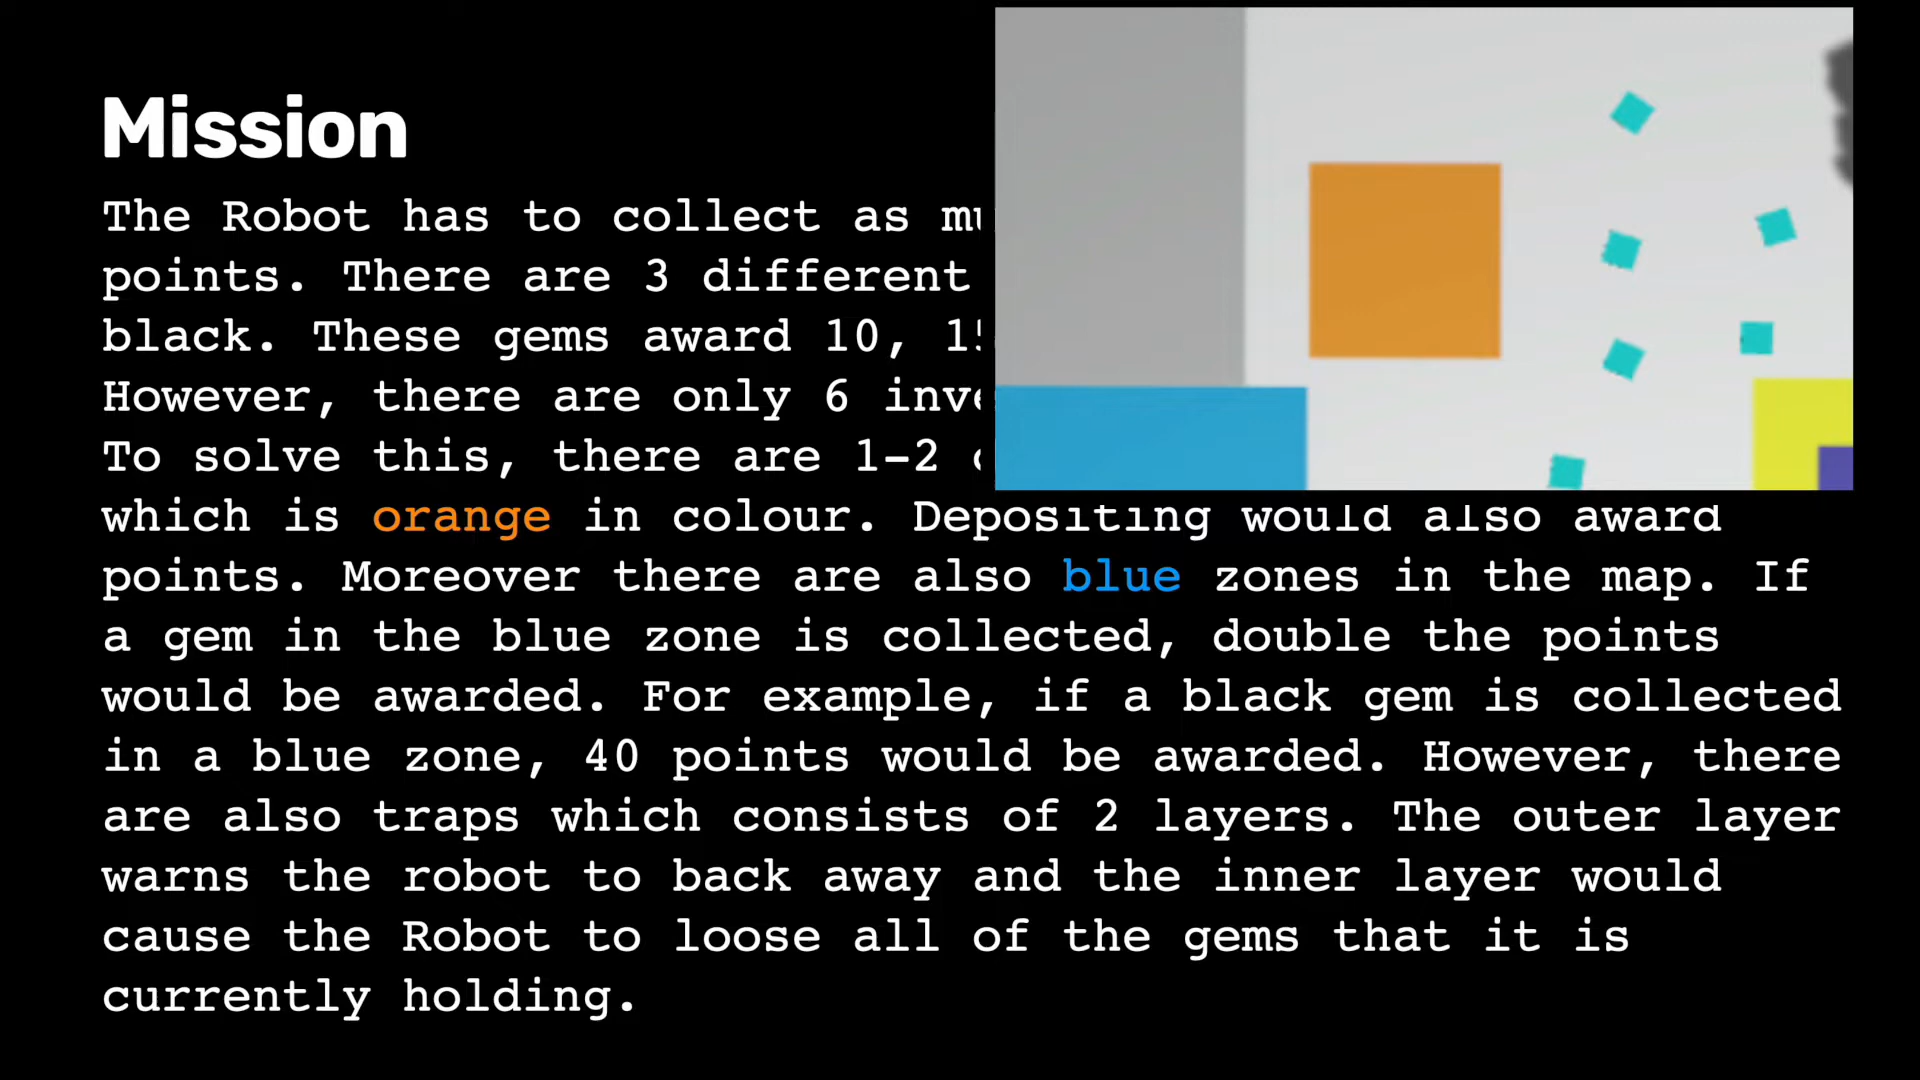 Mission
The Robot has to collect as
points. There are 3 different
black. These gems award 10,
However, there are only 6
To solve this, there are 1-2
which is orange in colour. Depositing would also award
points. Moreover there are also blue zones in the map. If
a gem in the blue zone is collected, double the points
would be awarded. For example, if a black gem is collected
in a blue zone, 40 points would be awarded. However, there
are also traps which consists of 2 layers. The outer layer
warns the robot to back away and the inner layer would
cause the Robot to loose all of the gems that it is
currently holding.